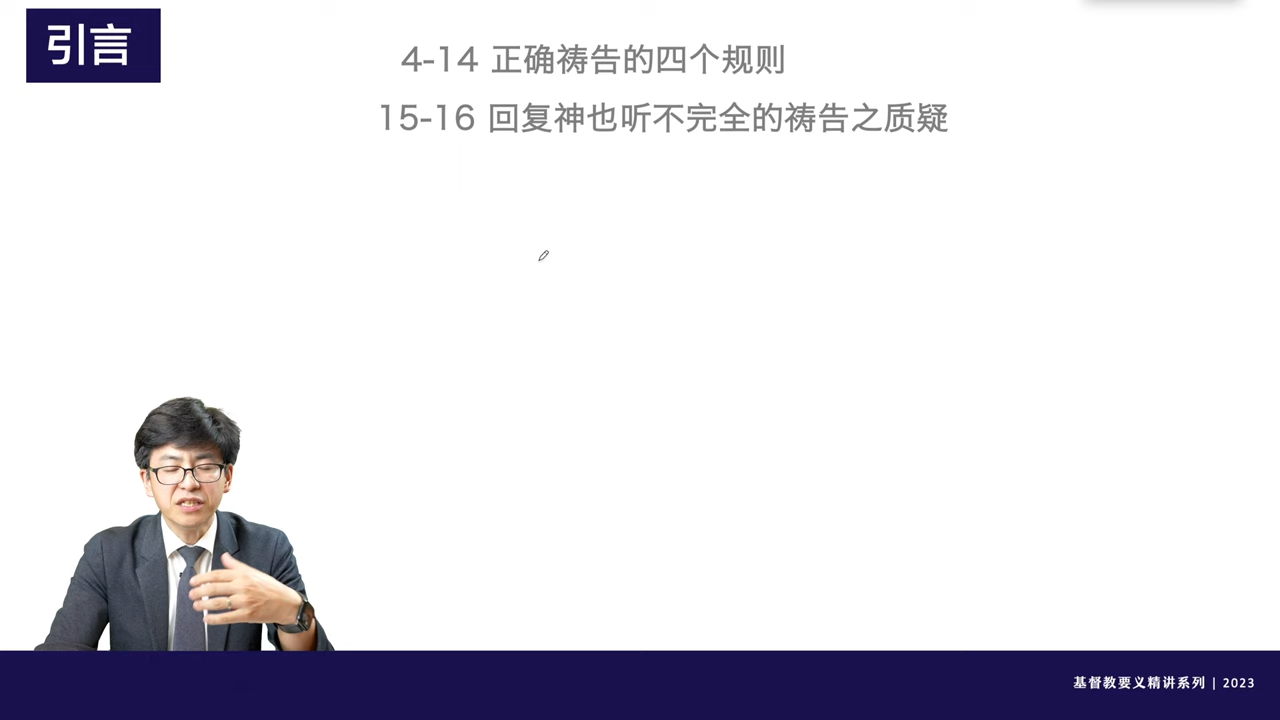 引言
4-14 正确祷告的四个规则
15-16 回复神也听不完全的祷告之质疑
基督教要义精讲系列 | 2023